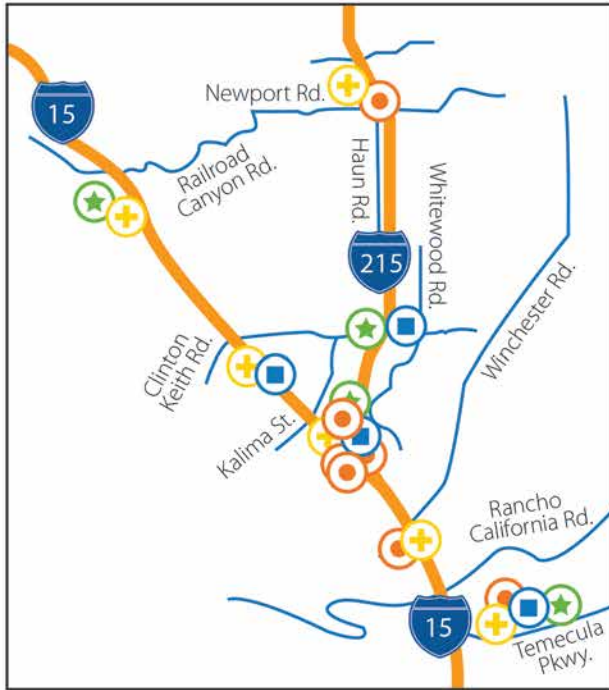 15
Newport Rd.
Railroad
Canyon Rd.
Haun Rd.
Whitewood Rd.
215
Winchester Rd.
Clinton
Keith Rd.
Kalima St.
Rancho
California Rd.
15
Temecula
Pkwy.